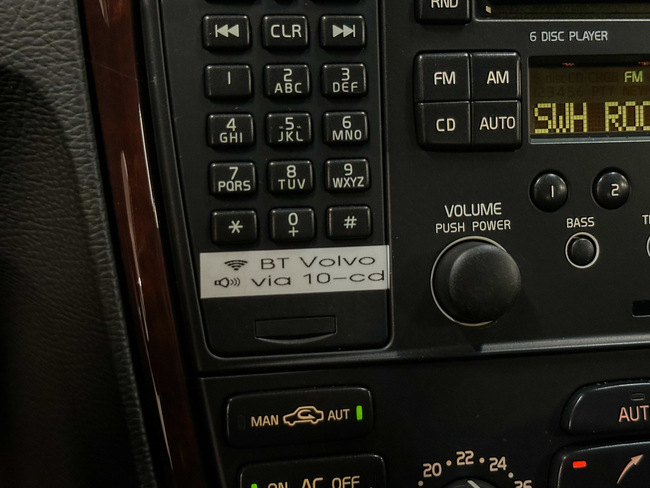 RND
CLR
6 DISC PLAYER
1
2 ABC
3 DEF
FM AM
FM
4 GHI
5 JKL
6 MNO
CD AUTO
SWH ROC
7 PQRS
8 TUV
9 WXYZ
1 2
* 0 + #
VOLUME
PUSH POWER
BASS
BT Volvo
via 10-cd
MAN AUT
AUT
ON AC OFF
20 22 24 26